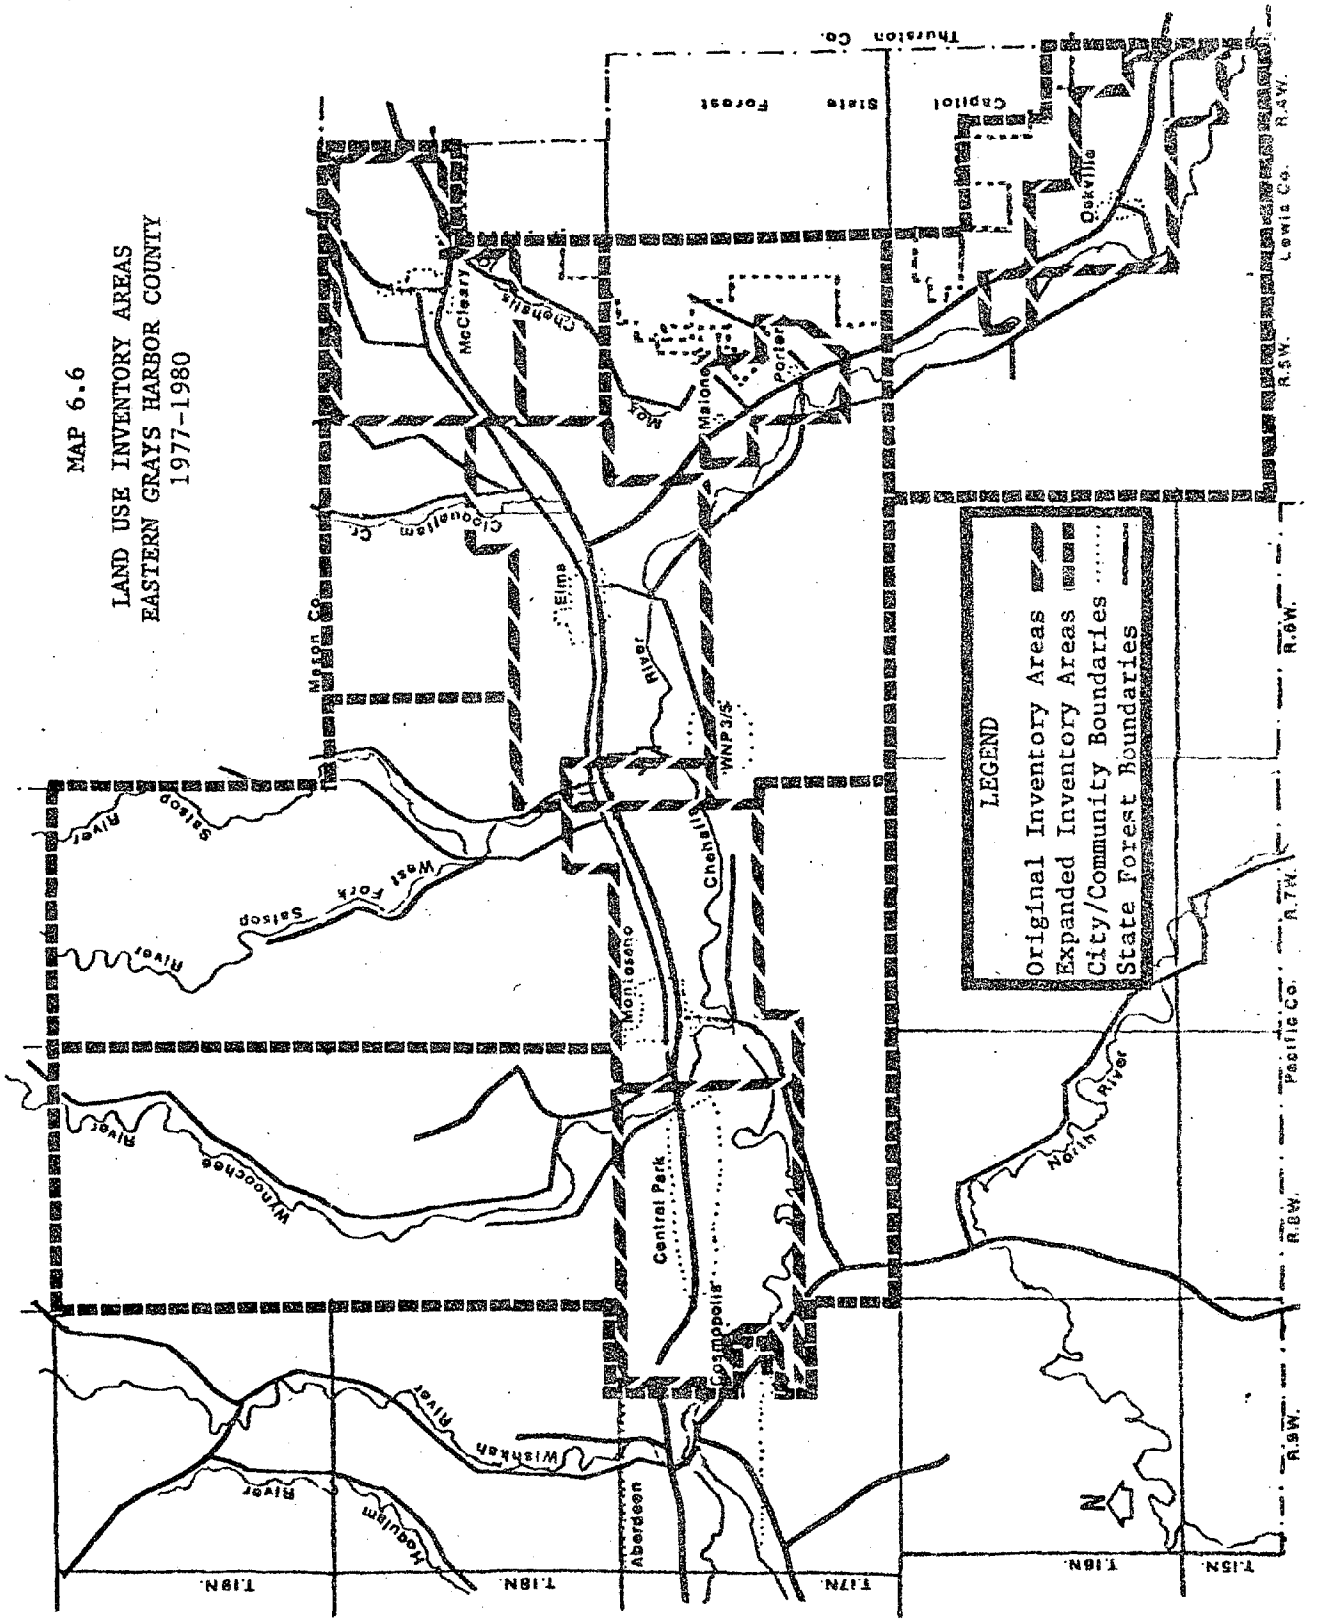 MAP 6.6
LAND USE INVENTORY AREAS
EASTERN GRAYS HARBOR COUNTY
1977-1980
Thurston Co.
Capitol State Forest
Mason Co.
McCleary
Mox Chehalis
Oakville
Malone
Porter
Cloquallam Cr.
Elma
River
WNP3/5
Satsop River
West Fork Satsop River
Chehalis
Montesano
Wynoochee River
Central Park
Cosmopolis
Wishkah River
Hoquiam River
Aberdeen
North River
N
LEGEND
Original Inventory Areas
Expanded Inventory Areas
City/Community Boundaries
State Forest Boundaries
Lewis Co.
Pacific Co.
R.4W.
R.5W.
R.6W.
R.7W.
R.8W.
R.9W.
T.19N.
T.18N.
T.17N.
T.16N.
T.15N.